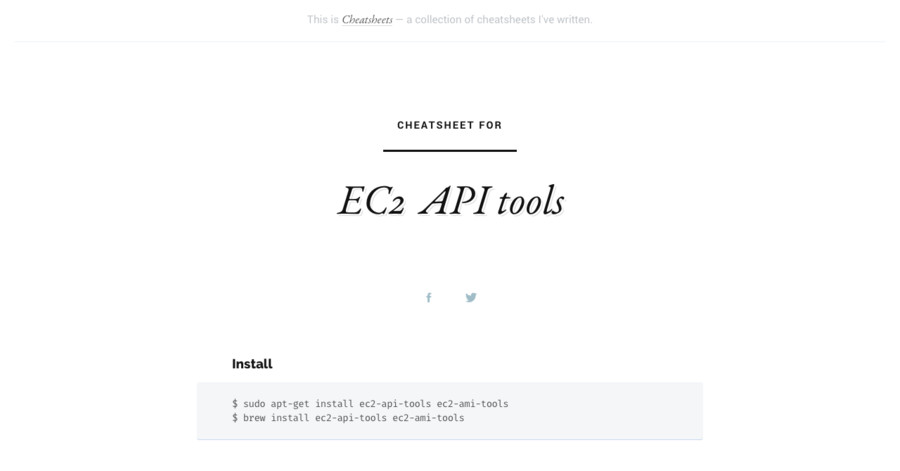 This is Cheatsheets — a collection of cheatsheets I've written.
CHEATSHEET FOR
EC2 API tools
Install
$ sudo apt-get install ec2-api-tools ec2-ami-tools
$ brew install ec2-api-tools ec2-ami-tools